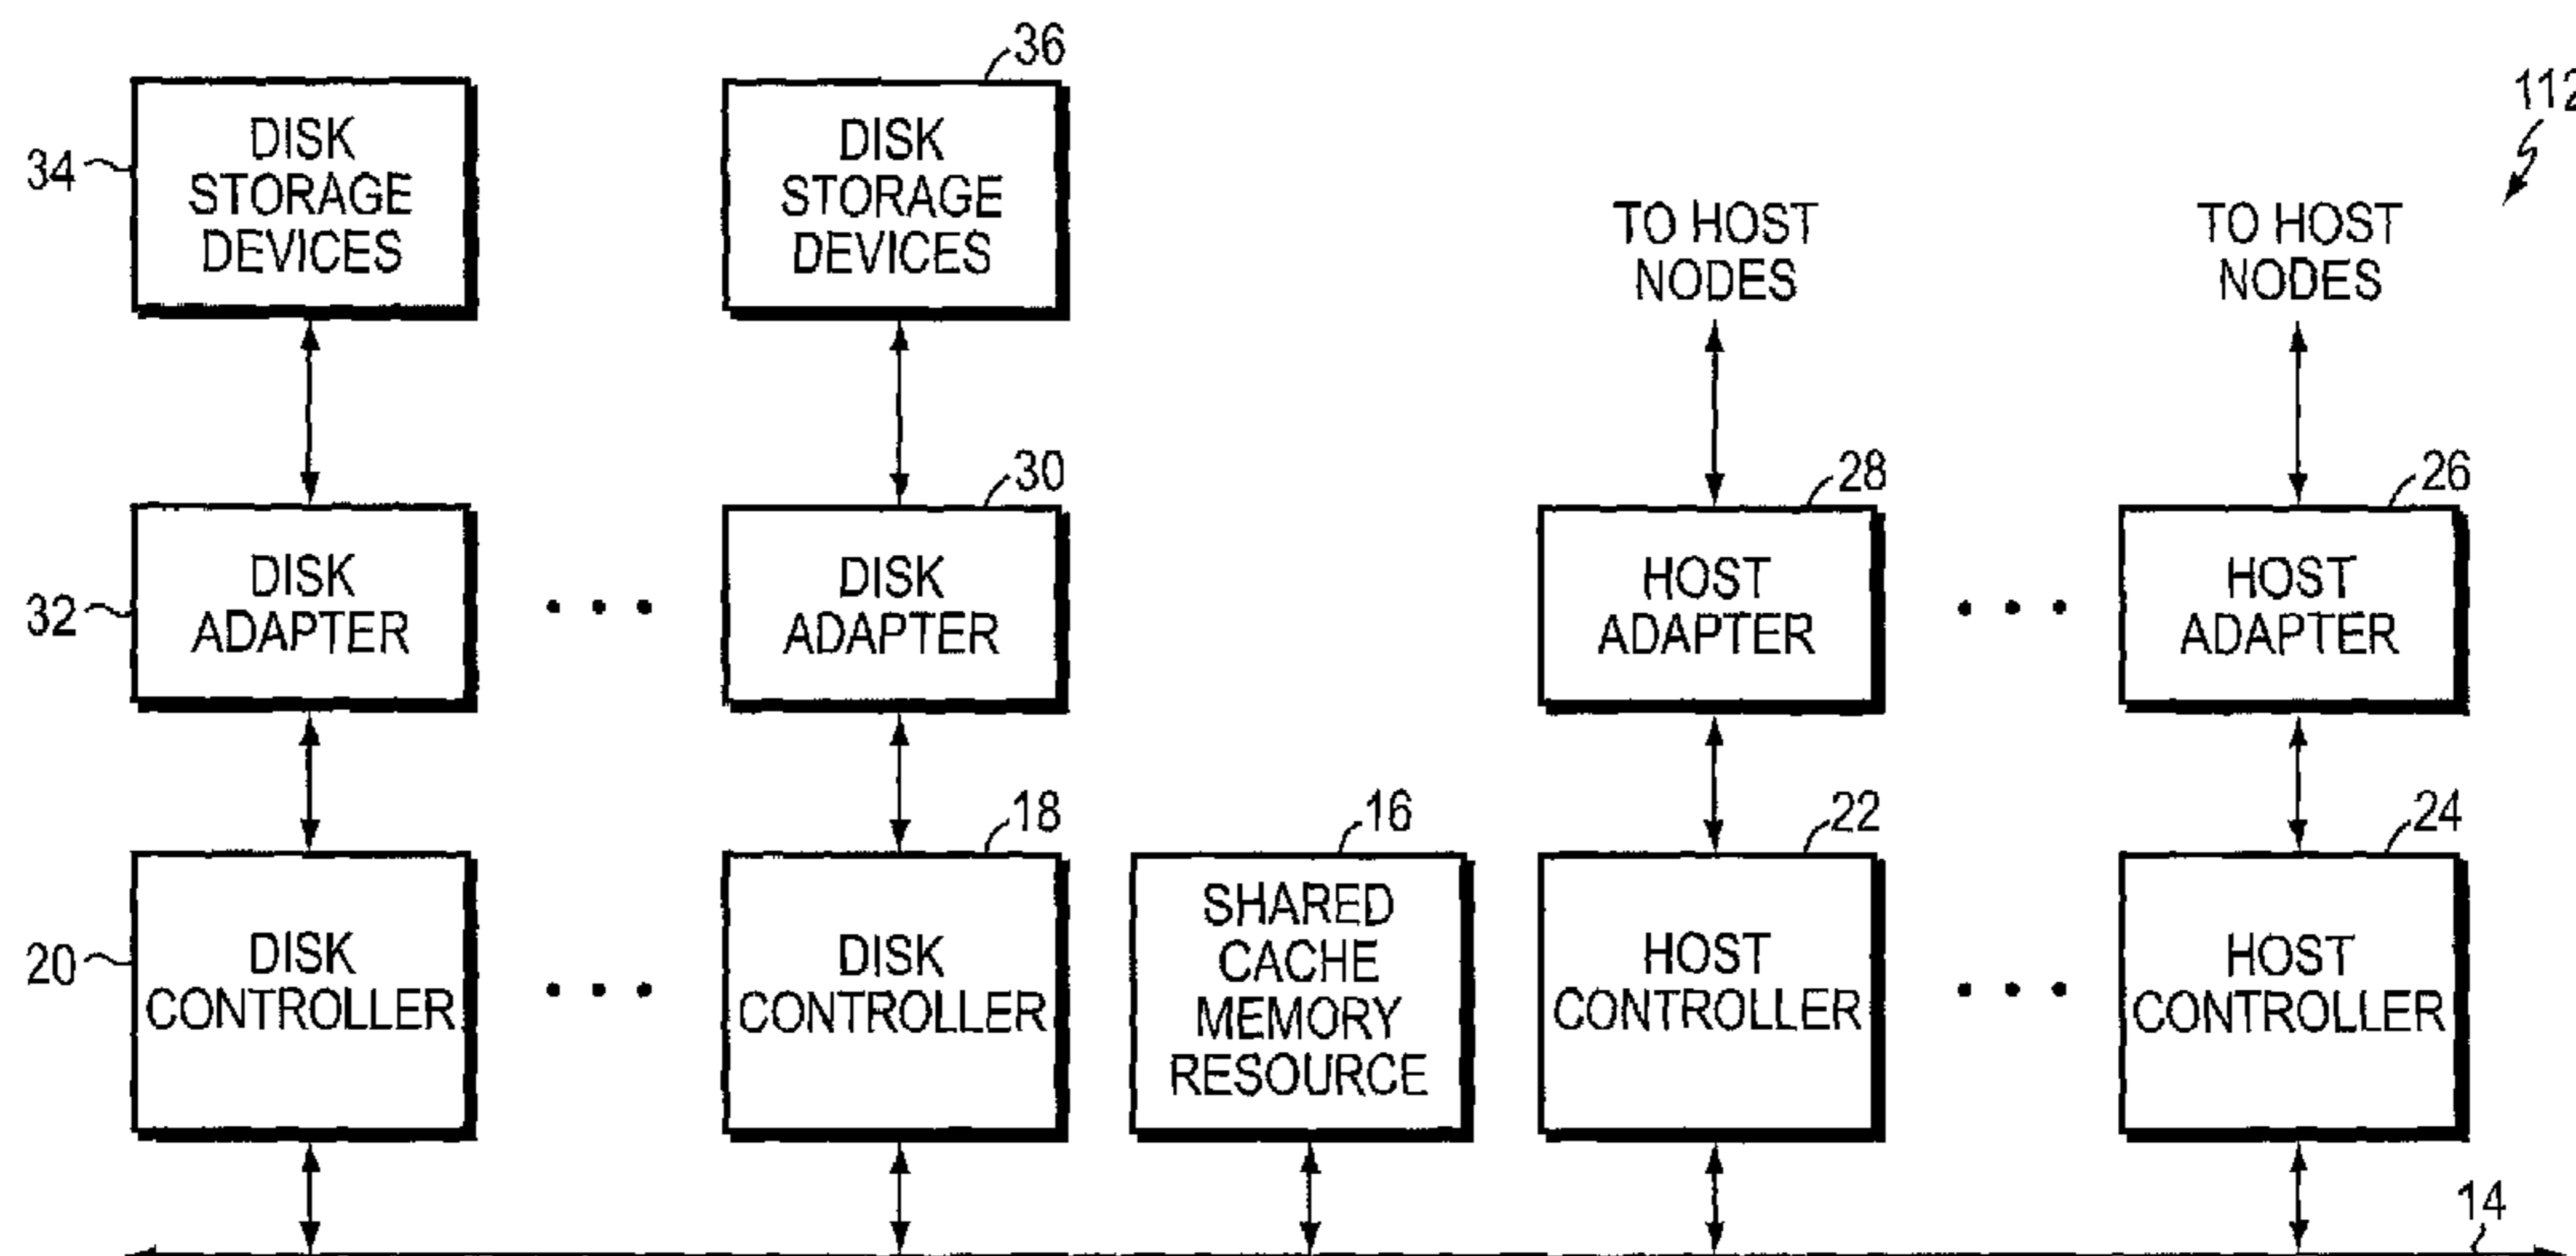 36
112
34
DISK
STORAGE
DEVICES
DISK
STORAGE
DEVICES
TO HOST
NODES
TO HOST
NODES
30
28
26
32
DISK
ADAPTER
DISK
ADAPTER
HOST
ADAPTER
HOST
ADAPTER
18
16
22
24
20
DISK
CONTROLLER
DISK
CONTROLLER
SHARED
CACHE
MEMORY
RESOURCE
HOST
CONTROLLER
HOST
CONTROLLER
14